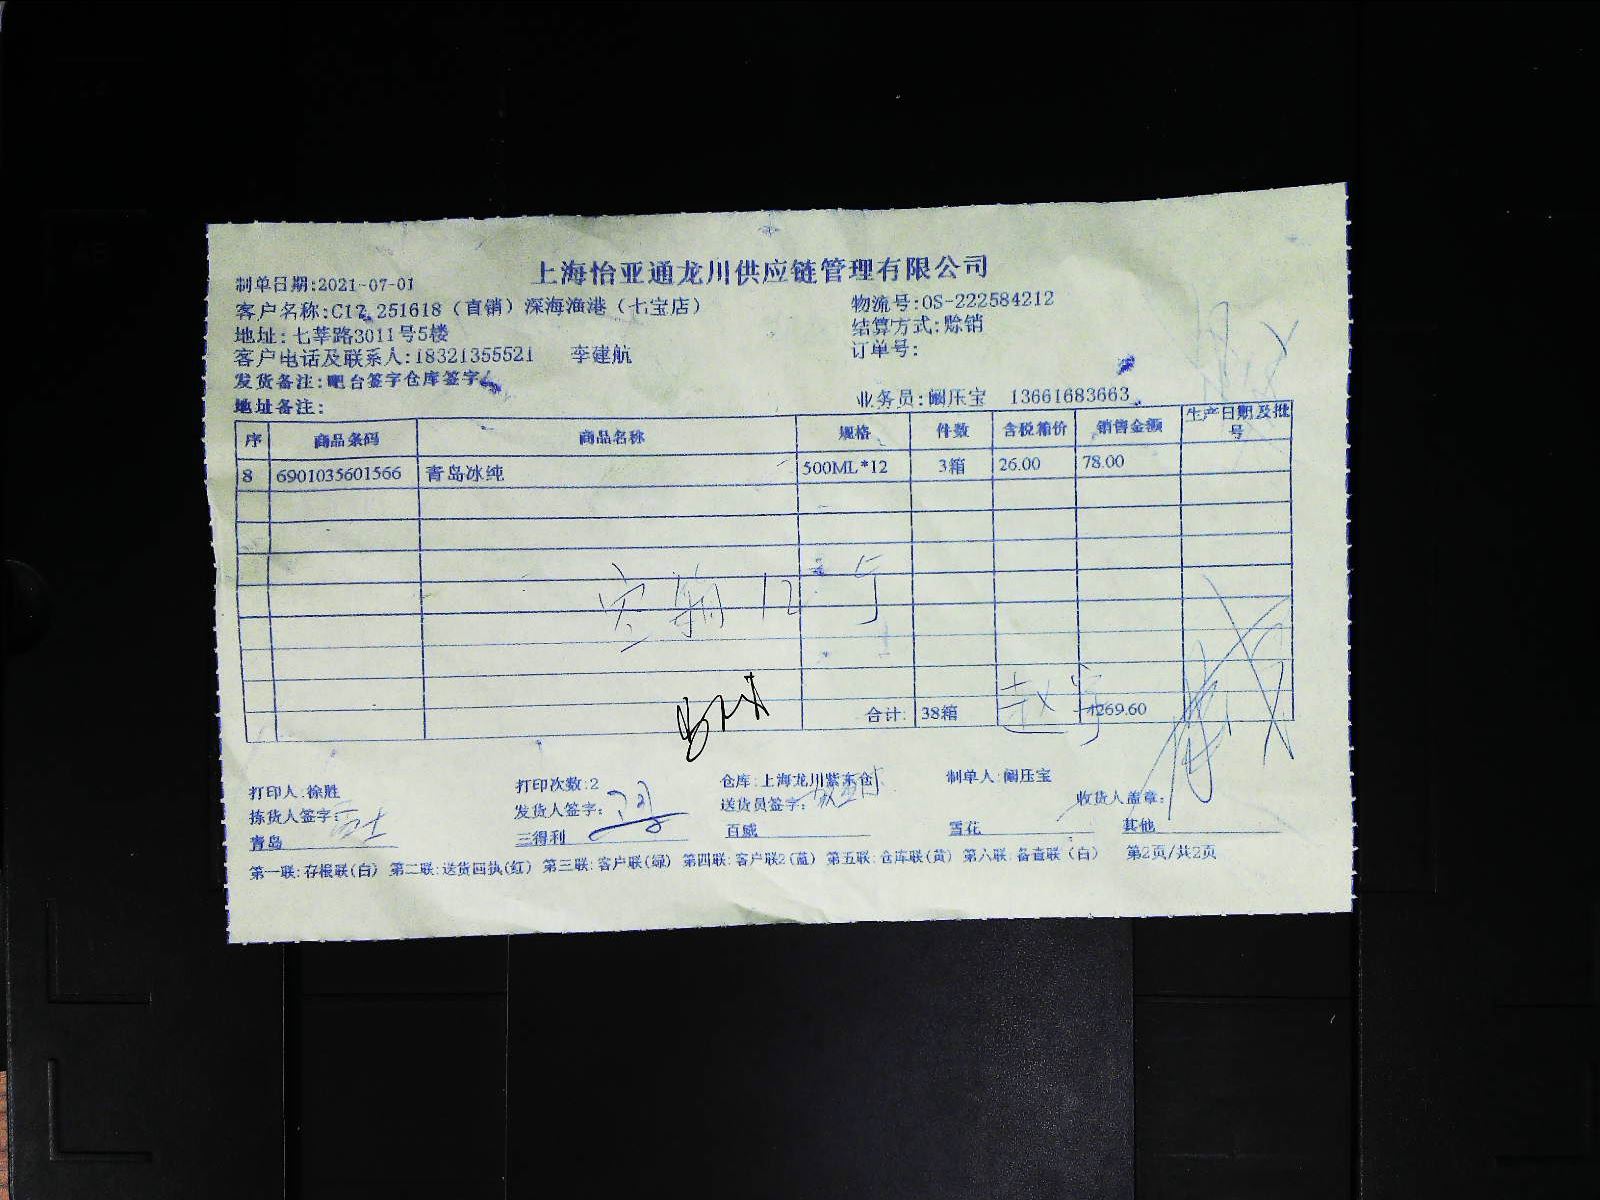 上海怡亚通龙川供应链管理有限公司
制单日期:2021-07-01
客户名称:C12 251618（直销）深海渔港（七宝店） 物流号:OS-222584212
地址:七莘路3011号5楼 结算方式:赊销
客户电话及联系人:18321355521 李建航 订单号:
发货备注:吧台签字仓库签字
地址备注: 业务员:阚压宝 13661683663
序 商品条码 商品名称 规格 件数 含税箱价 销售金额 生产日期及批号
8 6901035601566 青岛冰纯 500ML*12 3箱 26.00 78.00
12
合计: 38箱 4269.60
打印人:徐胜 打印次数:2 仓库:上海龙川紫东仓 制单人:阚压宝
拣货人签字: 发货人签字: 送货员签字: 收货人盖章:
青岛 三得利 百威 雪花 其他
第一联:存根联(白) 第二联:送货回执(红) 第三联:客户联(绿) 第四联:客户联2(蓝) 第五联:仓库联(黄) 第六联:备查联（白） 第2页/共2页